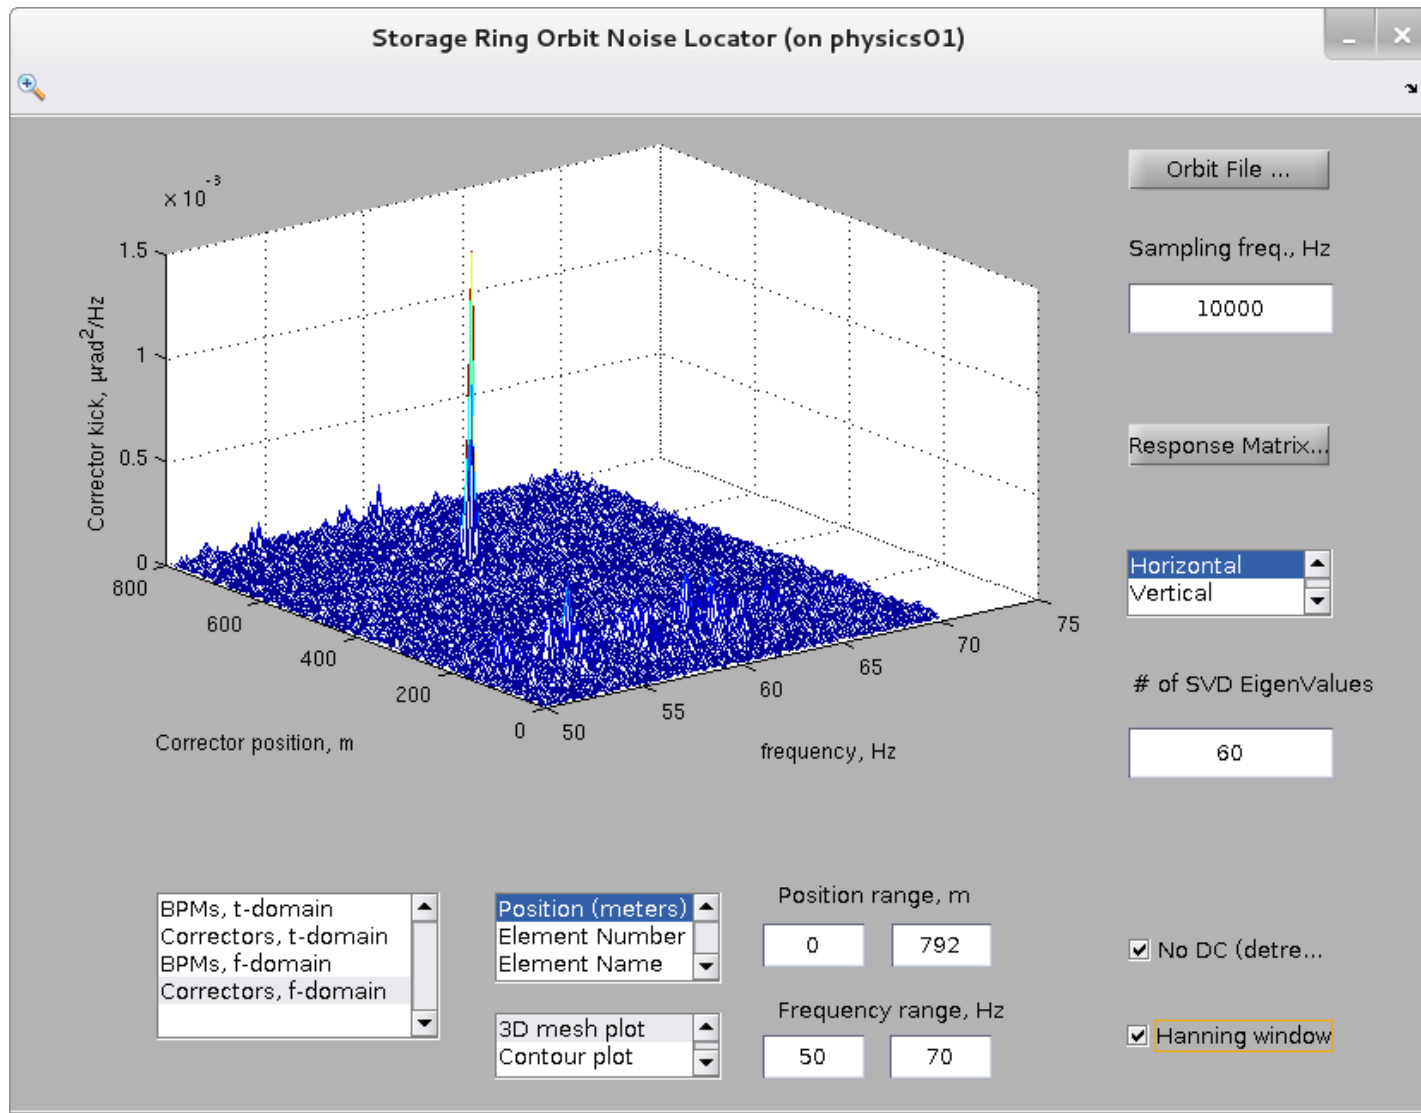 Storage Ring Orbit Noise Locator (on physics01)
× 10⁻³
1.5
1
0.5
0
Corrector kick, μrad²/Hz
800
600
400
200
0
Corrector position, m
50
55
60
65
70
75
frequency, Hz
Orbit File ...
Sampling freq., Hz
10000
Response Matrix...
Horizontal
Vertical
# of SVD EigenValues
60
BPMs, t-domain
Correctors, t-domain
BPMs, f-domain
Correctors, f-domain
Position (meters)
Element Number
Element Name
3D mesh plot
Contour plot
Position range, m
0 792
Frequency range, Hz
50 70
No DC (detre...
Hanning window